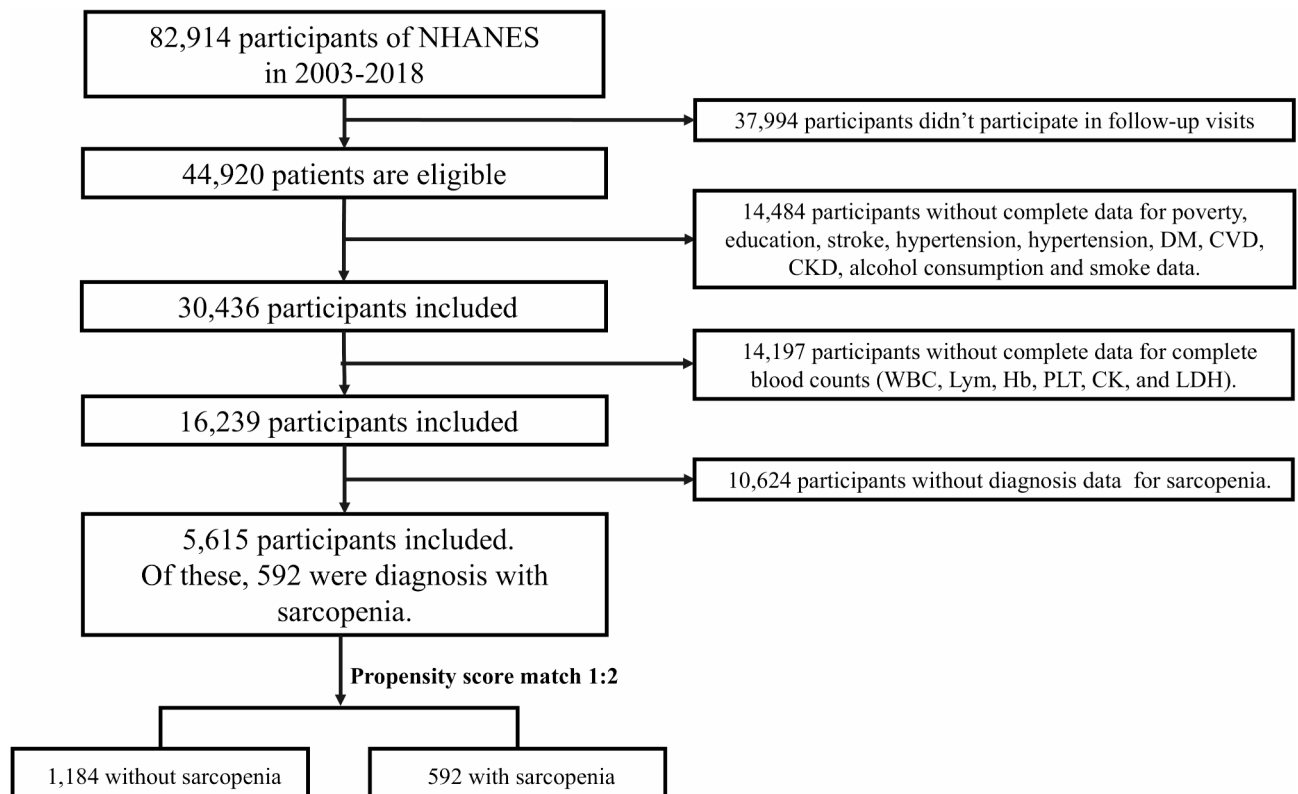 82,914 participants of NHANES
in 2003-2018
37,994 participants didn’t participate in follow-up visits
44,920 patients are eligible
14,484 participants without complete data for poverty,
education, stroke, hypertension, hypertension, DM, CVD,
CKD, alcohol consumption and smoke data.
30,436 participants included
14,197 participants without complete data for complete
blood counts (WBC, Lym, Hb, PLT, CK, and LDH).
16,239 participants included
10,624 participants without diagnosis data for sarcopenia.
5,615 participants included.
Of these, 592 were diagnosis with
sarcopenia.
Propensity score match 1:2
1,184 without sarcopenia
592 with sarcopenia